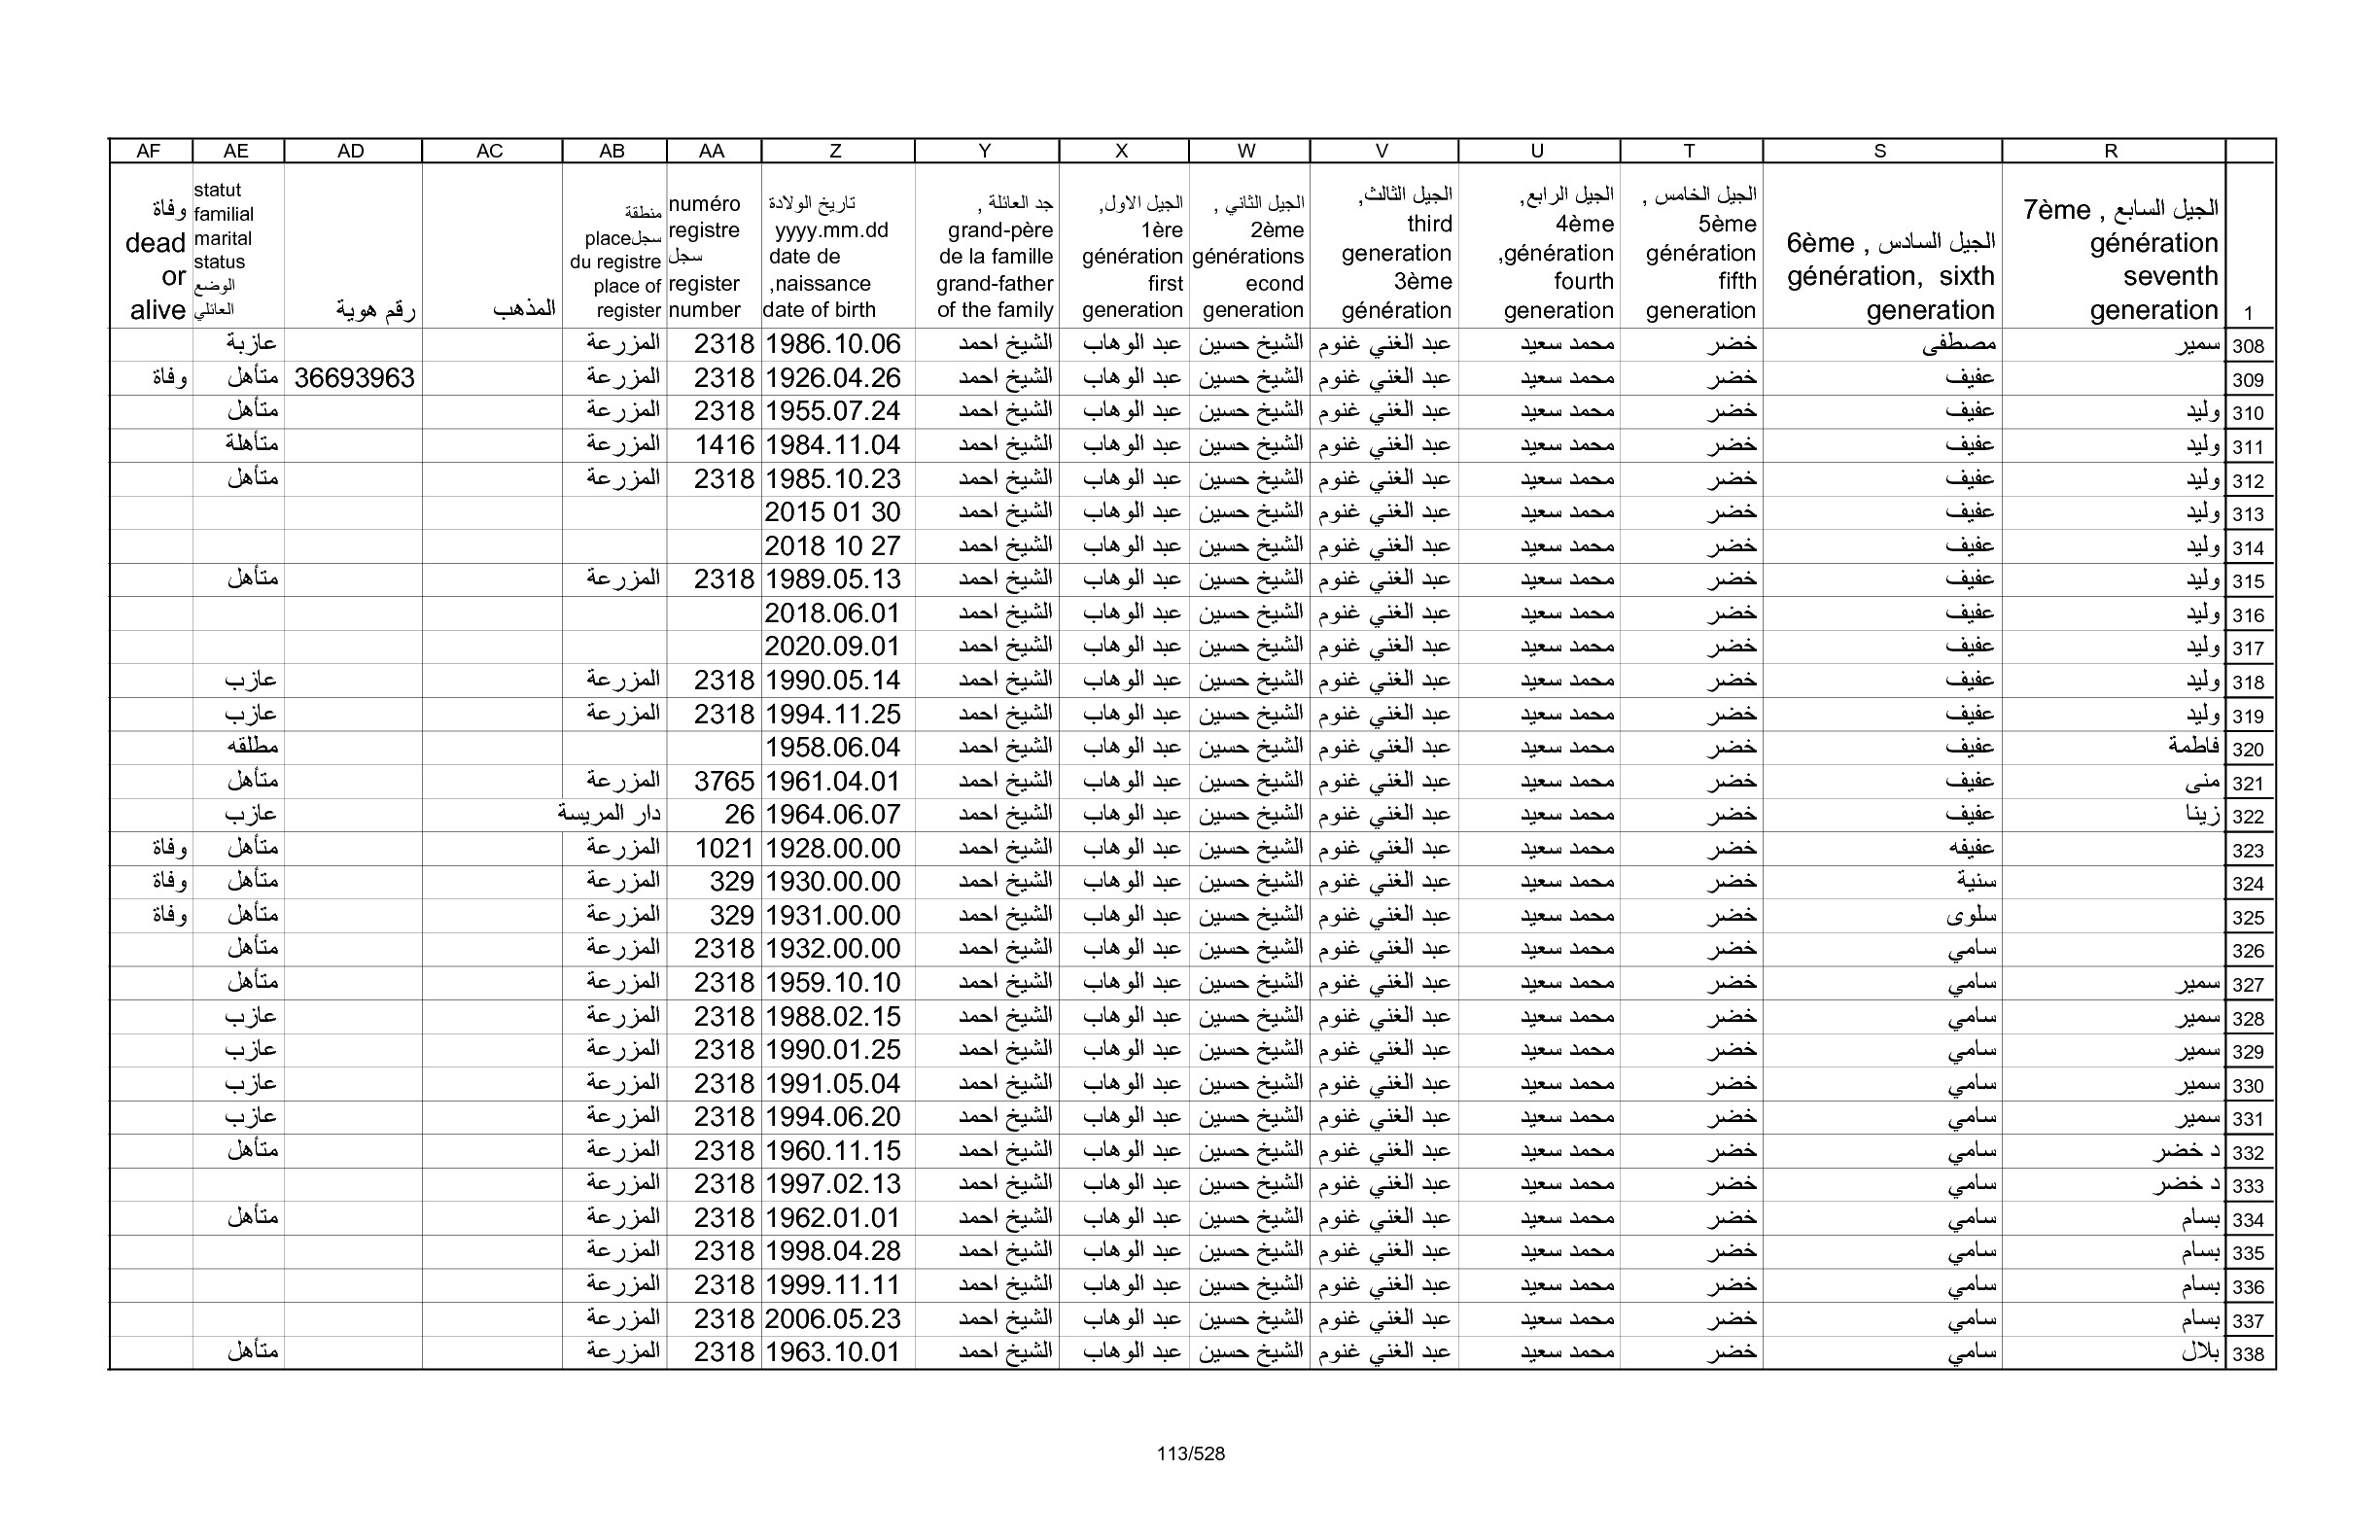 R S T U V W X Y Z AA AB AC AD AE AF
1 الجيل السابع , 7ème génération seventh generation الجيل السادس , 6ème génération, sixth generation الجيل الخامس , 5ème génération fifth generation الجيل الرابع, 4ème génération, fourth generation الجيل الثالث, third generation 3ème génération الجيل الثاني , 2ème générations econd generation الجيل الاول, 1ère génération first generation جد العائلة , grand-père de la famille grand-father of the family تاريخ الولادة yyyy.mm.dd date de naissance, date of birth numéro registre سجل register number منطقة سجل place du registre place of register المذهب رقم هوية statut familial marital status الوضع العائلي وفاة dead or alive
308 سمير مصطفى خضر محمد سعيد عبد الغني غنوم الشيخ حسين عبد الوهاب الشيخ احمد 1986.10.06 2318 المزرعة عازبة
309 عفيف خضر محمد سعيد عبد الغني غنوم الشيخ حسين عبد الوهاب الشيخ احمد 1926.04.26 2318 المزرعة 36693963 متأهل وفاة
310 وليد عفيف خضر محمد سعيد عبد الغني غنوم الشيخ حسين عبد الوهاب الشيخ احمد 1955.07.24 2318 المزرعة متأهل
311 وليد عفيف خضر محمد سعيد عبد الغني غنوم الشيخ حسين عبد الوهاب الشيخ احمد 1984.11.04 1416 المزرعة متأهلة
312 وليد عفيف خضر محمد سعيد عبد الغني غنوم الشيخ حسين عبد الوهاب الشيخ احمد 1985.10.23 2318 المزرعة متأهل
313 وليد عفيف خضر محمد سعيد عبد الغني غنوم الشيخ حسين عبد الوهاب الشيخ احمد 2015 01 30
314 وليد عفيف خضر محمد سعيد عبد الغني غنوم الشيخ حسين عبد الوهاب الشيخ احمد 2018 10 27
315 وليد عفيف خضر محمد سعيد عبد الغني غنوم الشيخ حسين عبد الوهاب الشيخ احمد 1989.05.13 2318 المزرعة متأهل
316 وليد عفيف خضر محمد سعيد عبد الغني غنوم الشيخ حسين عبد الوهاب الشيخ احمد 2018.06.01
317 وليد عفيف خضر محمد سعيد عبد الغني غنوم الشيخ حسين عبد الوهاب الشيخ احمد 2020.09.01
318 وليد عفيف خضر محمد سعيد عبد الغني غنوم الشيخ حسين عبد الوهاب الشيخ احمد 1990.05.14 2318 المزرعة عازب
319 وليد عفيف خضر محمد سعيد عبد الغني غنوم الشيخ حسين عبد الوهاب الشيخ احمد 1994.11.25 2318 المزرعة عازب
320 فاطمة عفيف خضر محمد سعيد عبد الغني غنوم الشيخ حسين عبد الوهاب الشيخ احمد 1958.06.04 مطلقه
321 منى عفيف خضر محمد سعيد عبد الغني غنوم الشيخ حسين عبد الوهاب الشيخ احمد 1961.04.01 3765 المزرعة متأهل
322 زينا عفيف خضر محمد سعيد عبد الغني غنوم الشيخ حسين عبد الوهاب الشيخ احمد 1964.06.07 26 دار المريسة عازب
323 عفيفه خضر محمد سعيد عبد الغني غنوم الشيخ حسين عبد الوهاب الشيخ احمد 1928.00.00 1021 المزرعة متأهل وفاة
324 سنية خضر محمد سعيد عبد الغني غنوم الشيخ حسين عبد الوهاب الشيخ احمد 1930.00.00 329 المزرعة متأهل وفاة
325 سلوى خضر محمد سعيد عبد الغني غنوم الشيخ حسين عبد الوهاب الشيخ احمد 1931.00.00 329 المزرعة متأهل وفاة
326 سامي خضر محمد سعيد عبد الغني غنوم الشيخ حسين عبد الوهاب الشيخ احمد 1932.00.00 2318 المزرعة متأهل
327 سمير سامي خضر محمد سعيد عبد الغني غنوم الشيخ حسين عبد الوهاب الشيخ احمد 1959.10.10 2318 المزرعة متأهل
328 سمير سامي خضر محمد سعيد عبد الغني غنوم الشيخ حسين عبد الوهاب الشيخ احمد 1988.02.15 2318 المزرعة عازب
329 سمير سامي خضر محمد سعيد عبد الغني غنوم الشيخ حسين عبد الوهاب الشيخ احمد 1990.01.25 2318 المزرعة عازب
330 سمير سامي خضر محمد سعيد عبد الغني غنوم الشيخ حسين عبد الوهاب الشيخ احمد 1991.05.04 2318 المزرعة عازب
331 سمير سامي خضر محمد سعيد عبد الغني غنوم الشيخ حسين عبد الوهاب الشيخ احمد 1994.06.20 2318 المزرعة عازب
332 د خضر سامي خضر محمد سعيد عبد الغني غنوم الشيخ حسين عبد الوهاب الشيخ احمد 1960.11.15 2318 المزرعة متأهل
333 د خضر سامي خضر محمد سعيد عبد الغني غنوم الشيخ حسين عبد الوهاب الشيخ احمد 1997.02.13 2318 المزرعة
334 بسام سامي خضر محمد سعيد عبد الغني غنوم الشيخ حسين عبد الوهاب الشيخ احمد 1962.01.01 2318 المزرعة متأهل
335 بسام سامي خضر محمد سعيد عبد الغني غنوم الشيخ حسين عبد الوهاب الشيخ احمد 1998.04.28 2318 المزرعة
336 بسام سامي خضر محمد سعيد عبد الغني غنوم الشيخ حسين عبد الوهاب الشيخ احمد 1999.11.11 2318 المزرعة
337 بسام سامي خضر محمد سعيد عبد الغني غنوم الشيخ حسين عبد الوهاب الشيخ احمد 2006.05.23 2318 المزرعة
338 بلال سامي خضر محمد سعيد عبد الغني غنوم الشيخ حسين عبد الوهاب الشيخ احمد 1963.10.01 2318 المزرعة متأهل
113/528